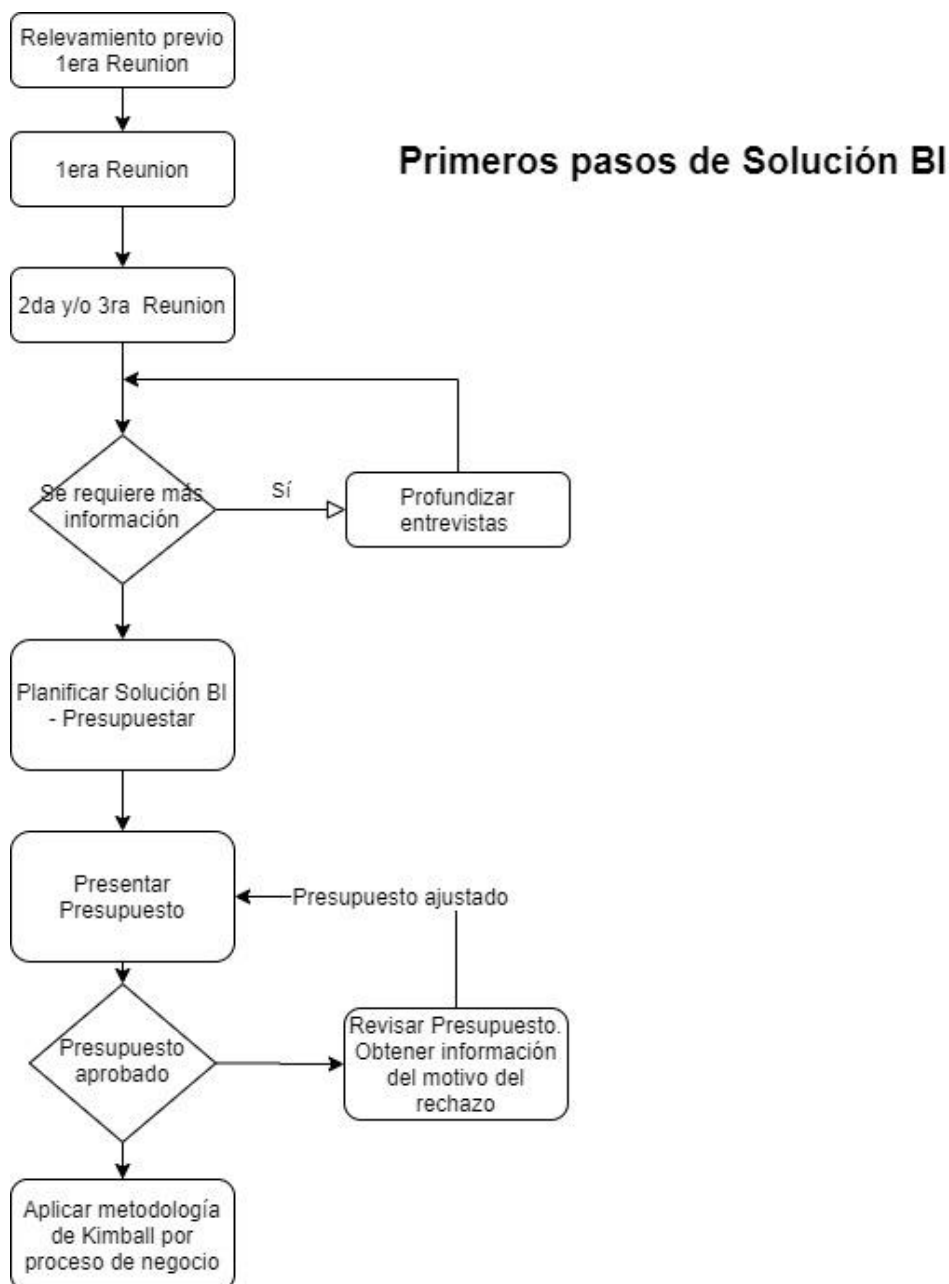 Relevamiento previo
1era Reunion
1era Reunion
Primeros pasos de Solución BI
2da y/o 3ra  Reunion
Se requiere más
información
Sí
Profundizar
entrevistas
Planificar Solución BI
- Presupuestar
Presentar
Presupuesto
Presupuesto ajustado
Presupuesto
aprobado
Revisar Presupuesto.
Obtener información
del motivo del
rechazo
Aplicar metodología
de Kimball por
proceso de negocio